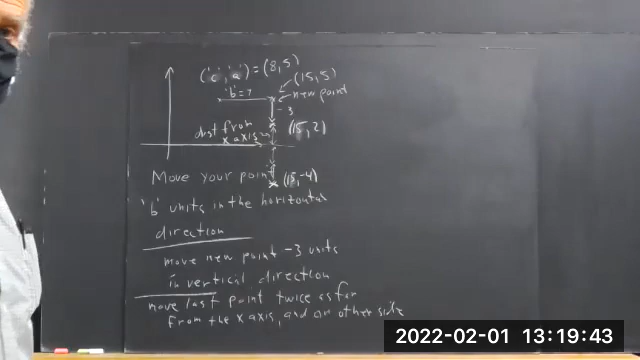 ('c', 'a') = (8,5)
(15,5)
'b' = 7
new point
-3
dist from
x axis
(15,2)
Move your point
(15,-4)
'b' units in the horizontal
direction
move new point -3 units
in vertical direction
move last point twice as far
from the x axis, and on other side
2022-02-01 13:19:43